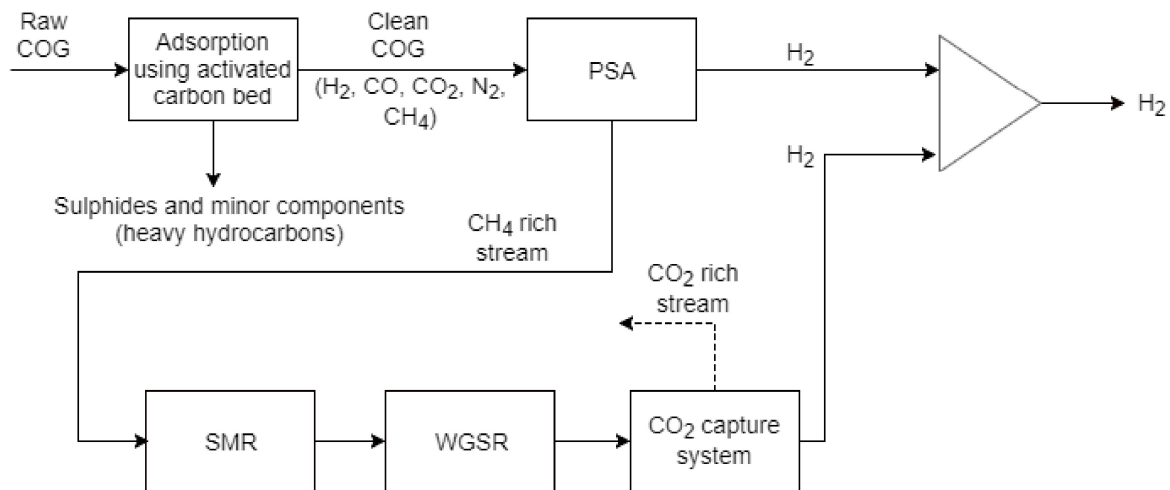 Raw
COG
Adsorption
using activated
carbon bed
Clean
COG
(H₂, CO, CO₂, N₂,
CH₄)
PSA
H₂
H₂
H₂
Sulphides and minor components
(heavy hydrocarbons)
CH₄ rich
stream
CO₂ rich
stream
SMR
WGSR
CO₂ capture
system